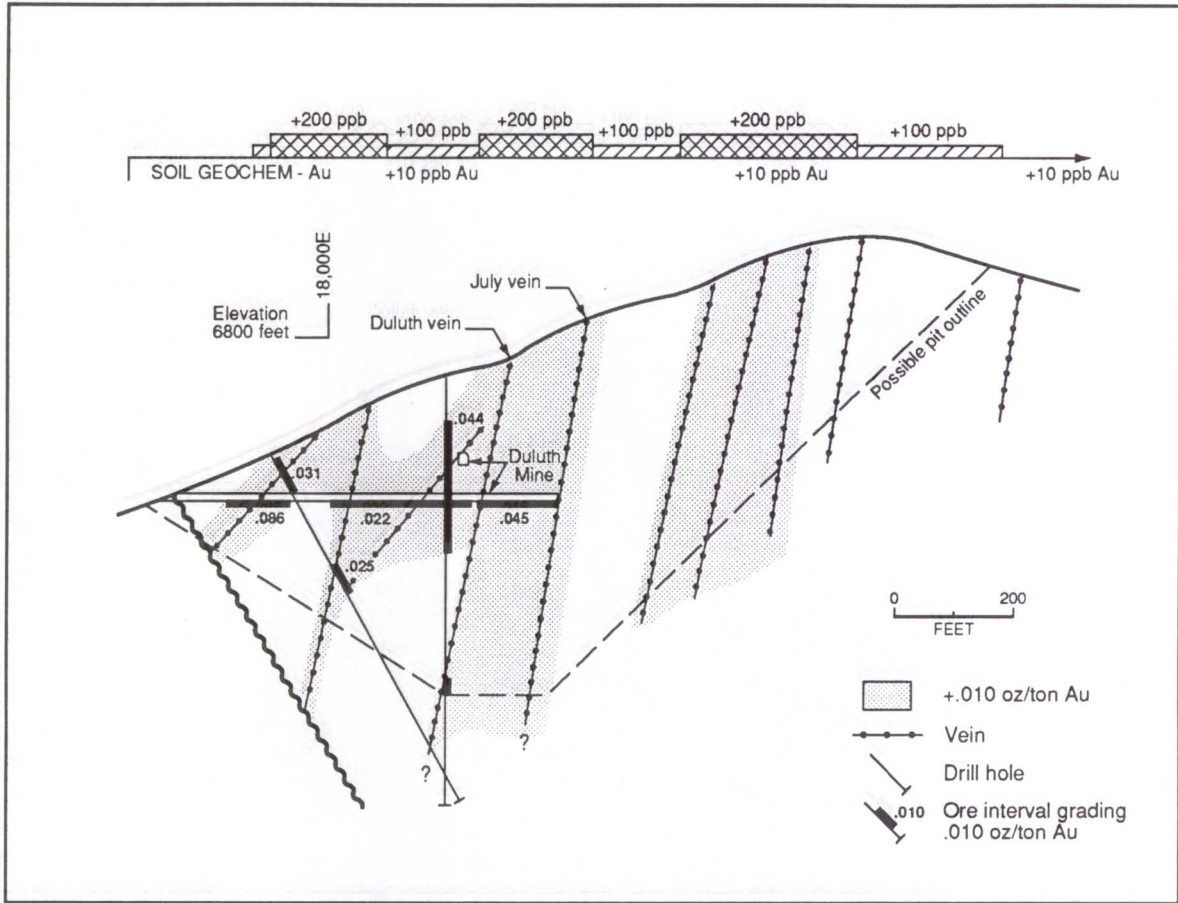 +200 ppb
+100 ppb
+200 ppb
+100 ppb
+200 ppb
+100 ppb
SOIL GEOCHEM - Au
+10 ppb Au
+10 ppb Au
+10 ppb Au
18,000E
Elevation
6800 feet
July vein
Duluth vein
Possible pit outline
.044
.031
Duluth
Mine
.086
.022
.045
.025
0 200
FEET
?
?
+.010 oz/ton Au
Vein
Drill hole
.010
Ore interval grading
.010 oz/ton Au